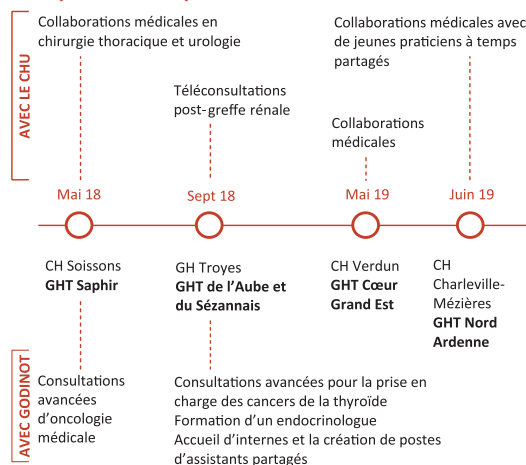 Collaborations médicales en
chirurgie thoracique et urologie
Collaborations médicales avec
de jeunes praticiens à temps
partagés
AVEC LE CHU
Téléconsultations
post-greffe rénale
Collaborations
médicales
Mai 18
Sept 18
Mai 19
Juin 19
CH Soissons
GHT Saphir
GH Troyes
GHT de l'Aube et
du Sézannais
CH Verdun
GHT Cœur
Grand Est
CH
Charleville-
Mézières
GHT Nord
Ardenne
AVEC GODINOT
Consultations
avancées
d'oncologie
médicale
Consultations avancées pour la prise en
charge des cancers de la thyroïde
Formation d'un endocrinologue
Accueil d'internes et la création de postes
d'assistants partagés